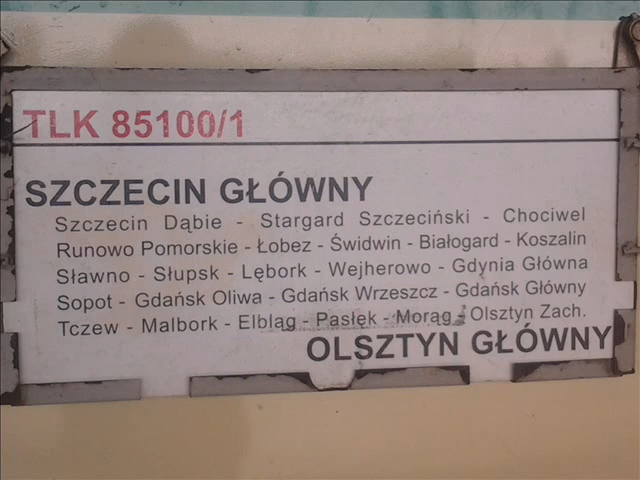 TLK 85100/1
SZCZECIN GŁÓWNY
Szczecin Dąbie - Stargard Szczeciński - Chociwel
Runowo Pomorskie - Łobez - Świdwin - Białogard - Koszalin
Sławno - Słupsk - Lębork - Wejherowo - Gdynia Główna
Sopot - Gdańsk Oliwa - Gdańsk Wrzeszcz - Gdańsk Główny
Tczew - Malbork - Elbląg - Pasłęk - Morąg - Olsztyn Zach.
OLSZTYN GŁÓWNY